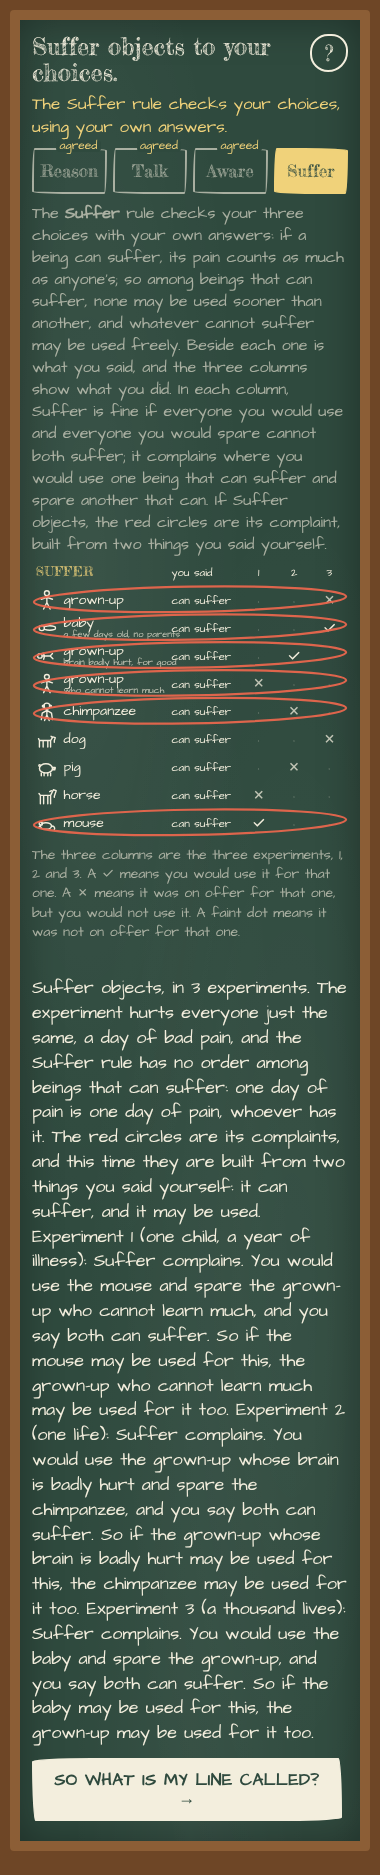 Suffer objects to your
choices.
?
The Suffer rule checks your choices,
using your own answers.
agreed agreed agreed
Reason Talk Aware Suffer
The Suffer rule checks your three
choices with your own answers: if a
being can suffer, its pain counts as much
as anyone's; so among beings that can
suffer, none may be used sooner than
another, and whatever cannot suffer
may be used freely. Beside each one is
what you said, and the three columns
show what you did. In each column,
Suffer is fine if everyone you would use
and everyone you would spare cannot
both suffer; it complains where you
would use one being that can suffer and
spare another that can. If Suffer
objects, the red circles are its complaint,
built from two things you said yourself.
SUFFER you said 1 2 3
grown-up can suffer · · ×
baby can suffer · · ✓
a few days old, no parents
grown-up can suffer · ✓ ·
brain badly hurt, for good
grown-up can suffer × · ·
who cannot learn much
chimpanzee can suffer · × ·
dog can suffer · · ×
pig can suffer · × ·
horse can suffer × · ·
mouse can suffer ✓ · ·
The three columns are the three experiments, 1,
2 and 3. A ✓ means you would use it for that
one. A × means it was on offer for that one,
but you would not use it. A faint dot means it
was not on offer for that one.
Suffer objects, in 3 experiments. The
experiment hurts everyone just the
same, a day of bad pain, and the
Suffer rule has no order among
beings that can suffer: one day of
pain is one day of pain, whoever has
it. The red circles are its complaints,
and this time they are built from two
things you said yourself: it can
suffer, and it may be used.
Experiment 1 (one child, a year of
illness): Suffer complains. You would
use the mouse and spare the grown-
up who cannot learn much, and you
say both can suffer. So if the
mouse may be used for this, the
grown-up who cannot learn much
may be used for it too. Experiment 2
(one life): Suffer complains. You
would use the grown-up whose brain
is badly hurt and spare the
chimpanzee, and you say both can
suffer. So if the grown-up whose
brain is badly hurt may be used for
this, the chimpanzee may be used for
it too. Experiment 3 (a thousand lives):
Suffer complains. You would use the
baby and spare the grown-up, and
you say both can suffer. So if the
baby may be used for this, the
grown-up may be used for it too.
SO WHAT IS MY LINE CALLED?
→